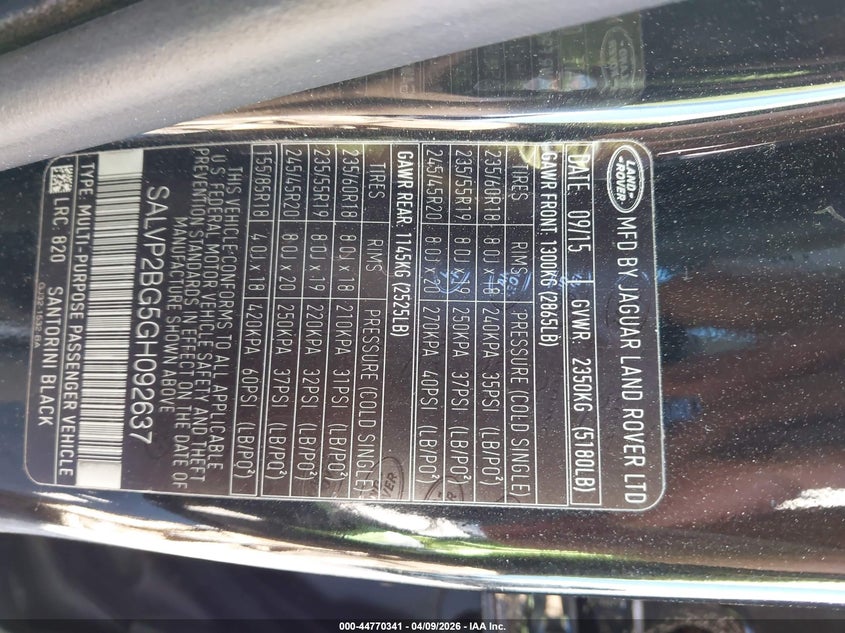 LAND
ROVER
MFD BY JAGUAR LAND ROVER LTD
DATE 09/15 GVWR 2350KG (5180LB)
GAWR FRONT 1300KG (2865LB)
TIRES RIMS PRESSURE (COLD SINGLE)
235/60R18 8.0J x 18 240KPA 35PSI (LB/PO²)
235/55R19 8.0J x 19 250KPA 37PSI (LB/PO²)
245/45R20 8.0J x 20 270KPA 40PSI (LB/PO²)
GAWR REAR 1145KG (2525LB)
TIRES RIMS PRESSURE (COLD SINGLE)
235/60R18 8.0J x 18 210KPA 31PSI (LB/PO²)
235/55R19 8.0J x 19 220KPA 32PSI (LB/PO²)
245/45R20 8.0J x 20 250KPA 37PSI (LB/PO²)
155/85R18 4.0J x 18 420KPA 60PSI (LB/PO²)
THIS VEHICLE CONFORMS TO ALL APPLICABLE
U S FEDERAL MOTOR VEHICLE SAFETY AND THEFT
PREVENTION STANDARDS IN EFFECT ON THE DATE OF
MANUFACTURE SHOWN ABOVE
SALVP2BG5GH092637
TYPE: MULTI-PURPOSE PASSENGER VEHICLE
LRC: 820 SANTORINI BLACK
000-44770341 - 04/09/2026 - IAA Inc.